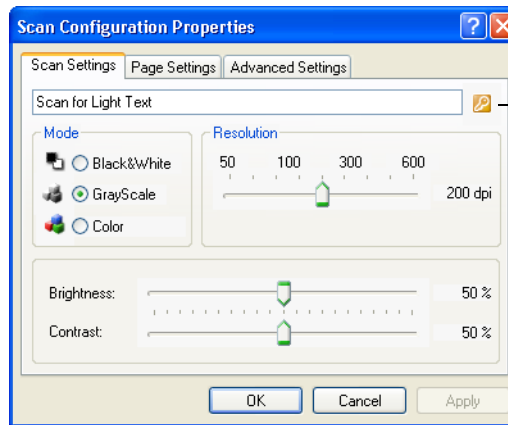 Scan Configuration Properties
Scan Settings Page Settings Advanced Settings
Scan for Light Text
Mode
Black&White
GrayScale
Color
Resolution
50 100 300 600
200 dpi
Brightness: 50 %
Contrast: 50 %
OK Cancel Apply